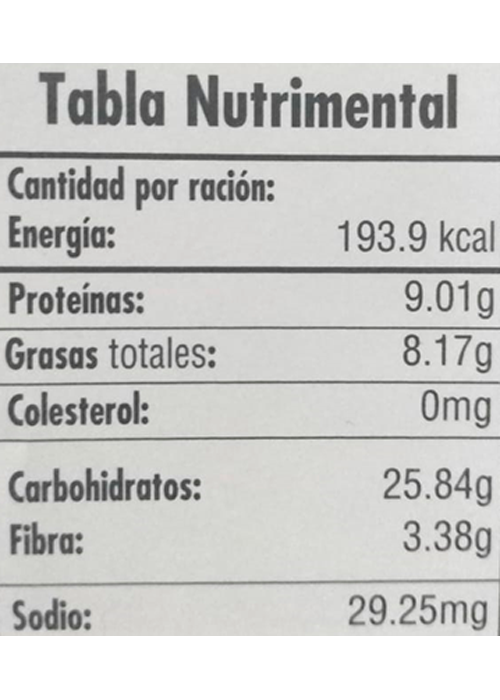 Tabla Nutrimental
Cantidad por ración:
Energía: 193.9 kcal
Proteínas: 9.01g
Grasas totales: 8.17g
Colesterol: 0mg
Carbohidratos: 25.84g
Fibra: 3.38g
Sodio: 29.25mg